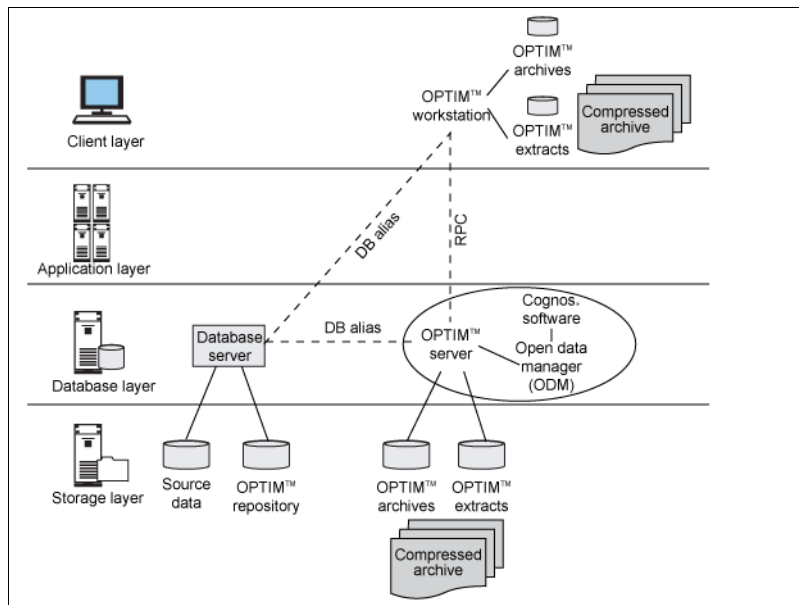 OPTIM™
archives
OPTIM™
workstation
OPTIM™
extracts
Compressed
archive
Client layer
DB alias
RPC
Application layer
Database
server
DB alias
OPTIM™
server
Cognos®
software
Open data
manager
(ODM)
Database layer
Source
data
OPTIM™
repository
OPTIM™
archives
OPTIM™
extracts
Storage layer
Compressed
archive